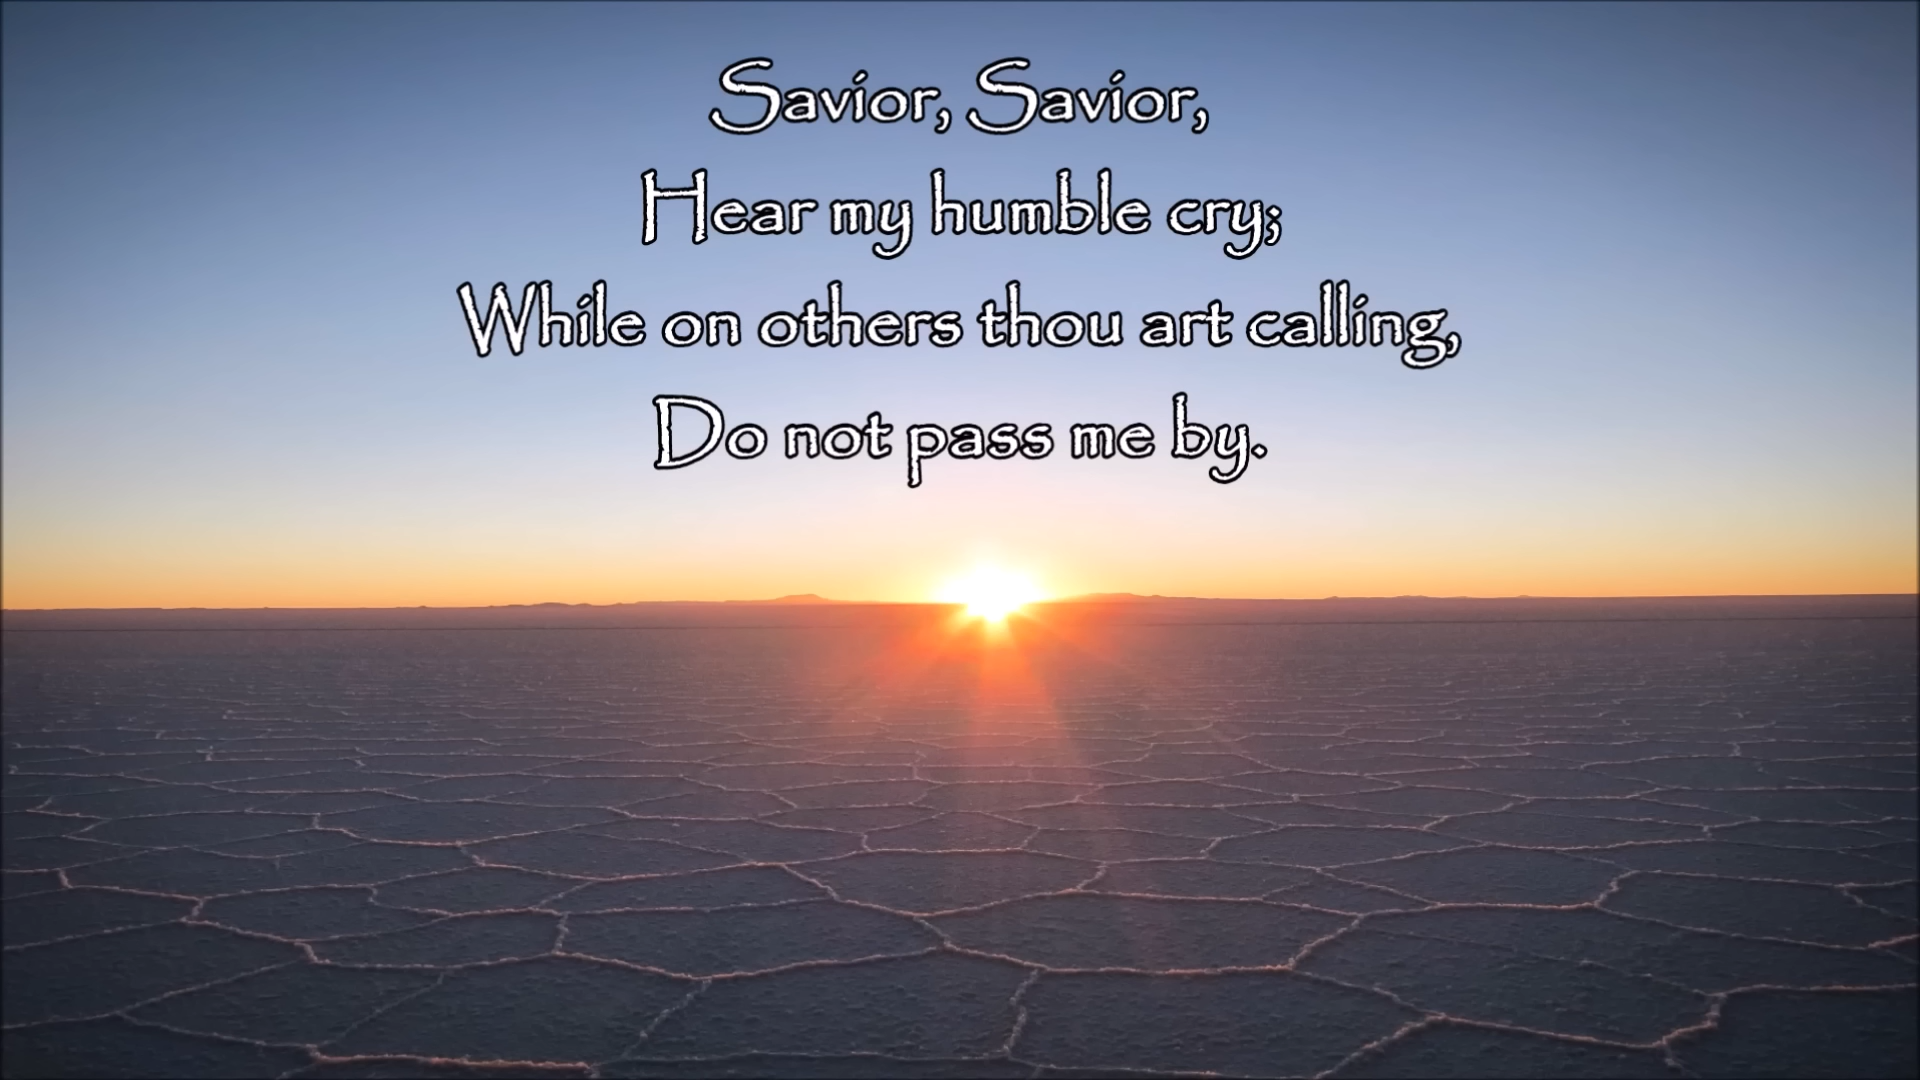 Savior, Savior,
Hear my humble cry;
While on others thou art calling,
Do not pass me by.